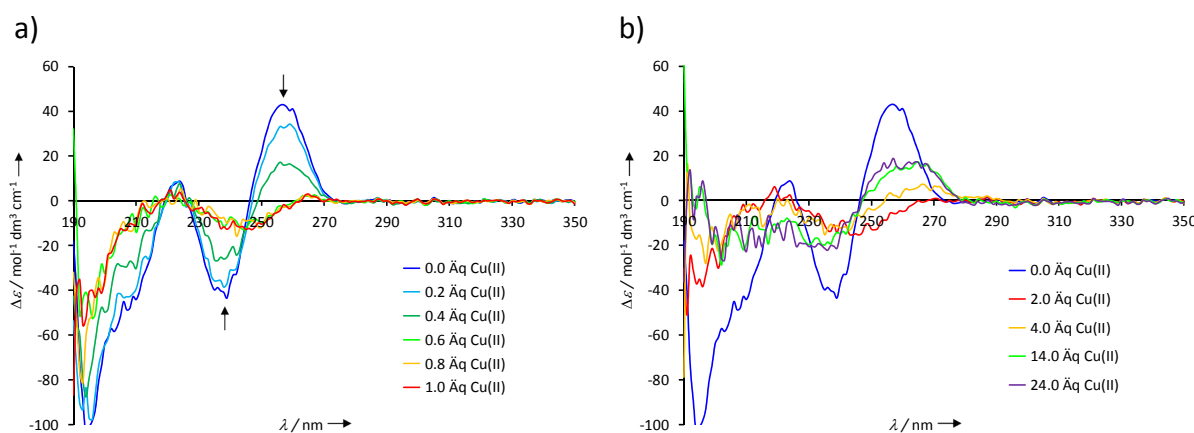 a)
60
40
20
0
-20
-40
-60
-80
-100
190 210 230 250 270 290 310 330 350
Δε / mol-1 dm3 cm-1
λ / nm
0.0 Äq Cu(II)
0.2 Äq Cu(II)
0.4 Äq Cu(II)
0.6 Äq Cu(II)
0.8 Äq Cu(II)
1.0 Äq Cu(II)
b)
60
40
20
0
-20
-40
-60
-80
-100
190 210 230 250 270 290 310 330 350
Δε / mol-1 dm3 cm-1
λ / nm
0.0 Äq Cu(II)
2.0 Äq Cu(II)
4.0 Äq Cu(II)
14.0 Äq Cu(II)
24.0 Äq Cu(II)